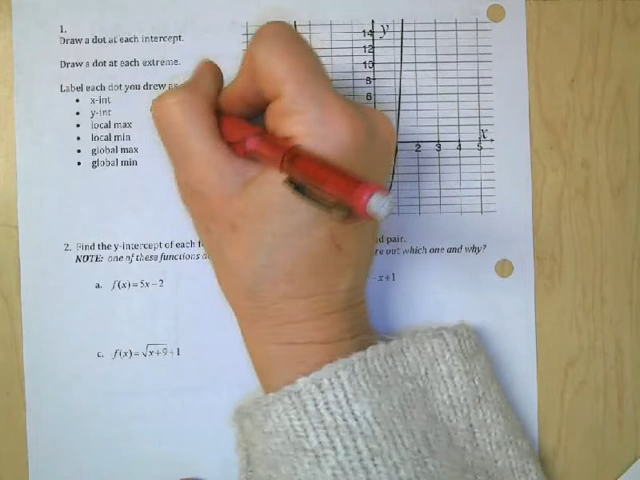 1.
Draw a dot at each intercept.
Draw a dot at each extreme.
Label each dot you drew as
• x-int
• y-int
• local max
• local min
• global max
• global min
14
12
10
8
6
y
x
2 3 4 5
2. Find the y-intercept of each d pair.
NOTE: one of these functions out which one and why?
a. f(x)=5x−2
−x+1
c. f(x)=√x+9+1